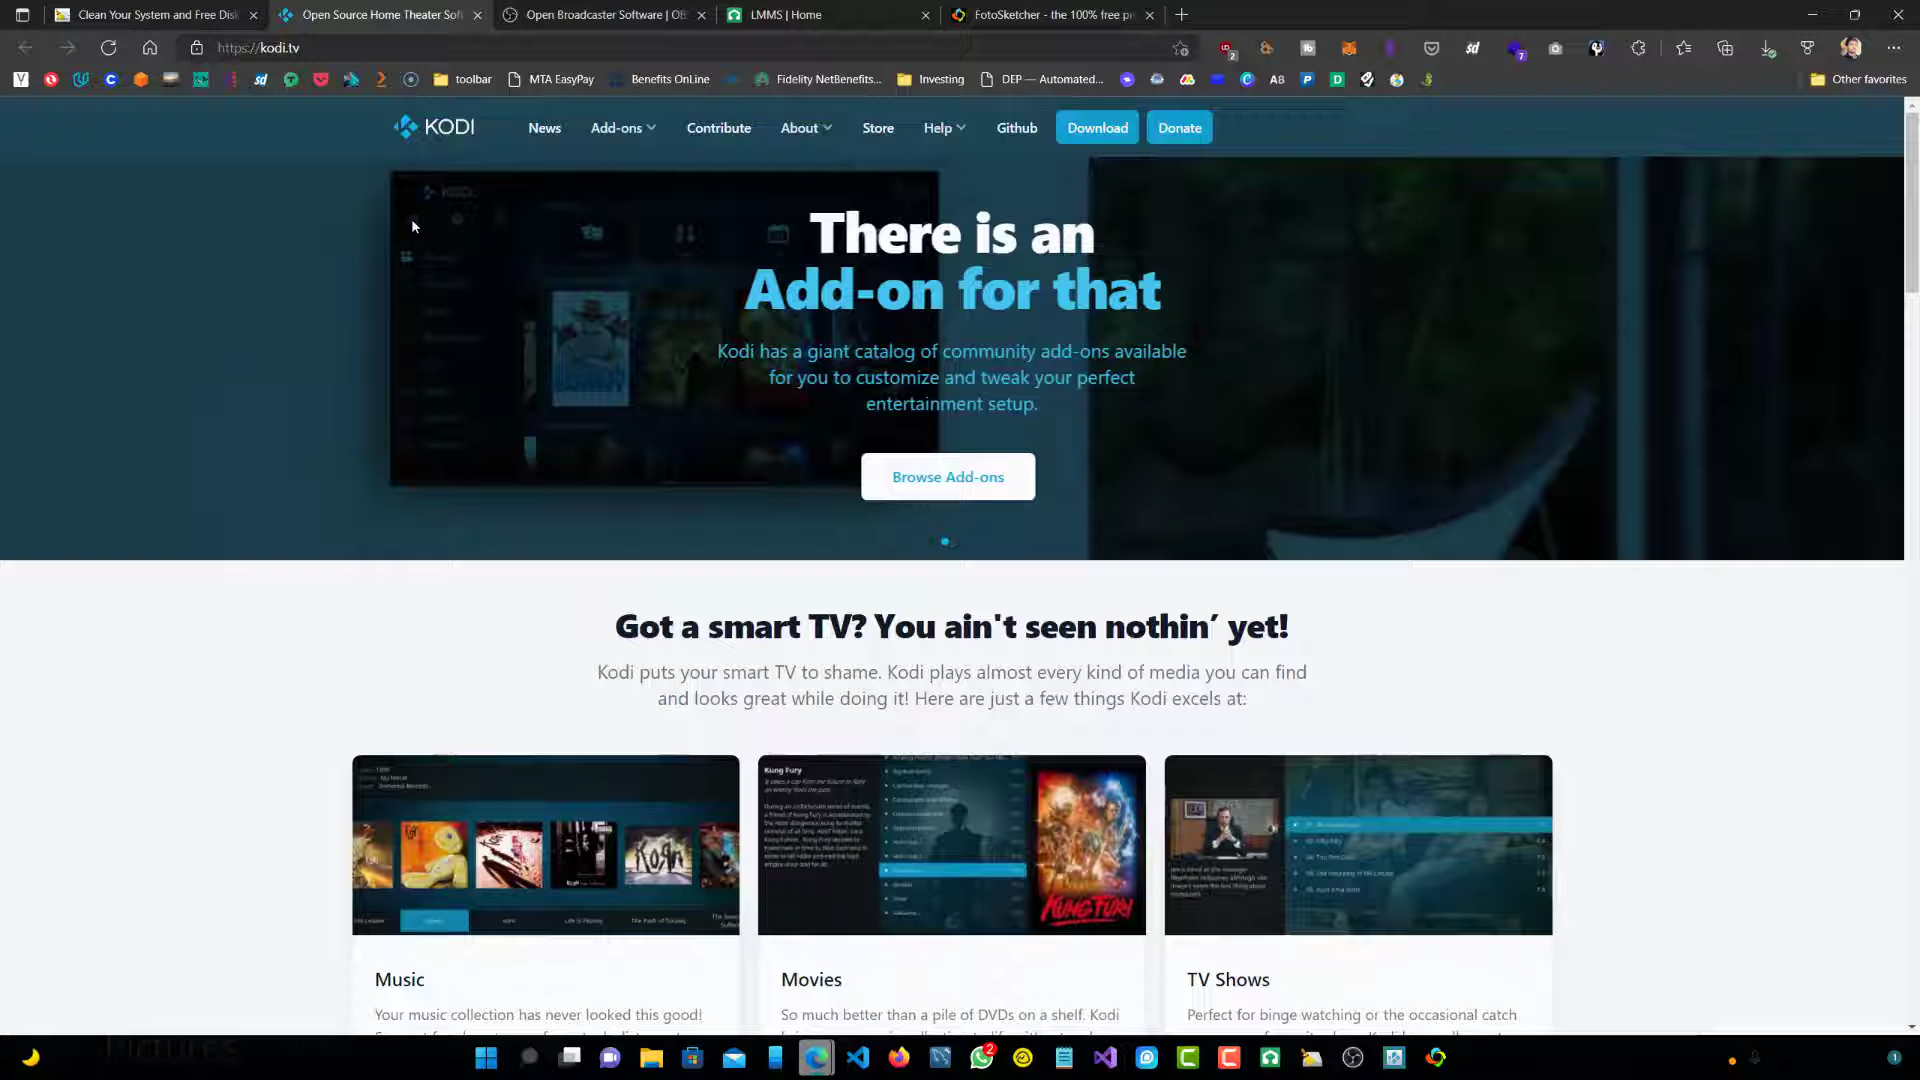 Clean Your System and Free Disk
Open Source Home Theater Sof
Open Broadcaster Software | OB
LMMS | Home
FotoSketcher - the 100% free pr
https://kodi.tv
toolbar
MTA EasyPay
Benefits OnLine
Fidelity NetBenefits...
Investing
DEP — Automated...
Other favorites
KODI
News
Add-ons
Contribute
About
Store
Help
Github
Download
Donate
There is an
Add-on for that
Kodi has a giant catalog of community add-ons available
for you to customize and tweak your perfect
entertainment setup.
Browse Add-ons
Got a smart TV? You ain't seen nothin’ yet!
Kodi puts your smart TV to shame. Kodi plays almost every kind of media you can find
and looks great while doing it! Here are just a few things Kodi excels at:
Kung Fury
KUNG FURY
Music
Movies
TV Shows
Your music collection has never looked this good!
So much better than a pile of DVDs on a shelf. Kodi
Perfect for binge watching or the occasional catch